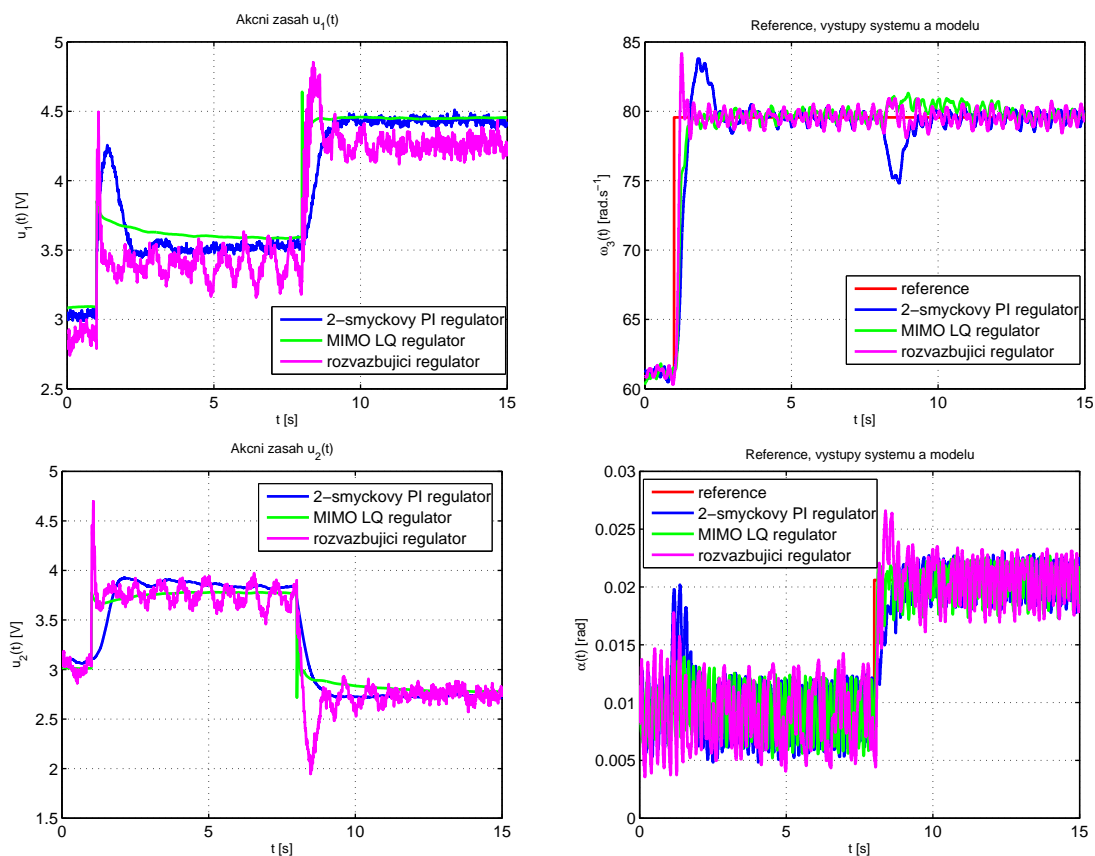 Akcni zasah u1(t)
5
4.5
4
3.5
3
2.5
u1(t) [V]
0
5
10
15
t [s]
2−smyckovy PI regulator
MIMO LQ regulator
rozvazbujici regulator
Reference, vystupy systemu a modelu
85
80
75
70
65
60
ω3(t) [rad.s−1]
0
5
10
15
t [s]
reference
2−smyckovy PI regulator
MIMO LQ regulator
rozvazbujici regulator
Akcni zasah u2(t)
5
4.5
4
3.5
3
2.5
2
1.5
u2(t) [V]
0
5
10
15
t [s]
2−smyckovy PI regulator
MIMO LQ regulator
rozvazbujici regulator
Reference, vystupy systemu a modelu
0.03
0.025
0.02
0.015
0.01
0.005
0
α(t) [rad]
0
5
10
15
t [s]
reference
2−smyckovy PI regulator
MIMO LQ regulator
rozvazbujici regulator